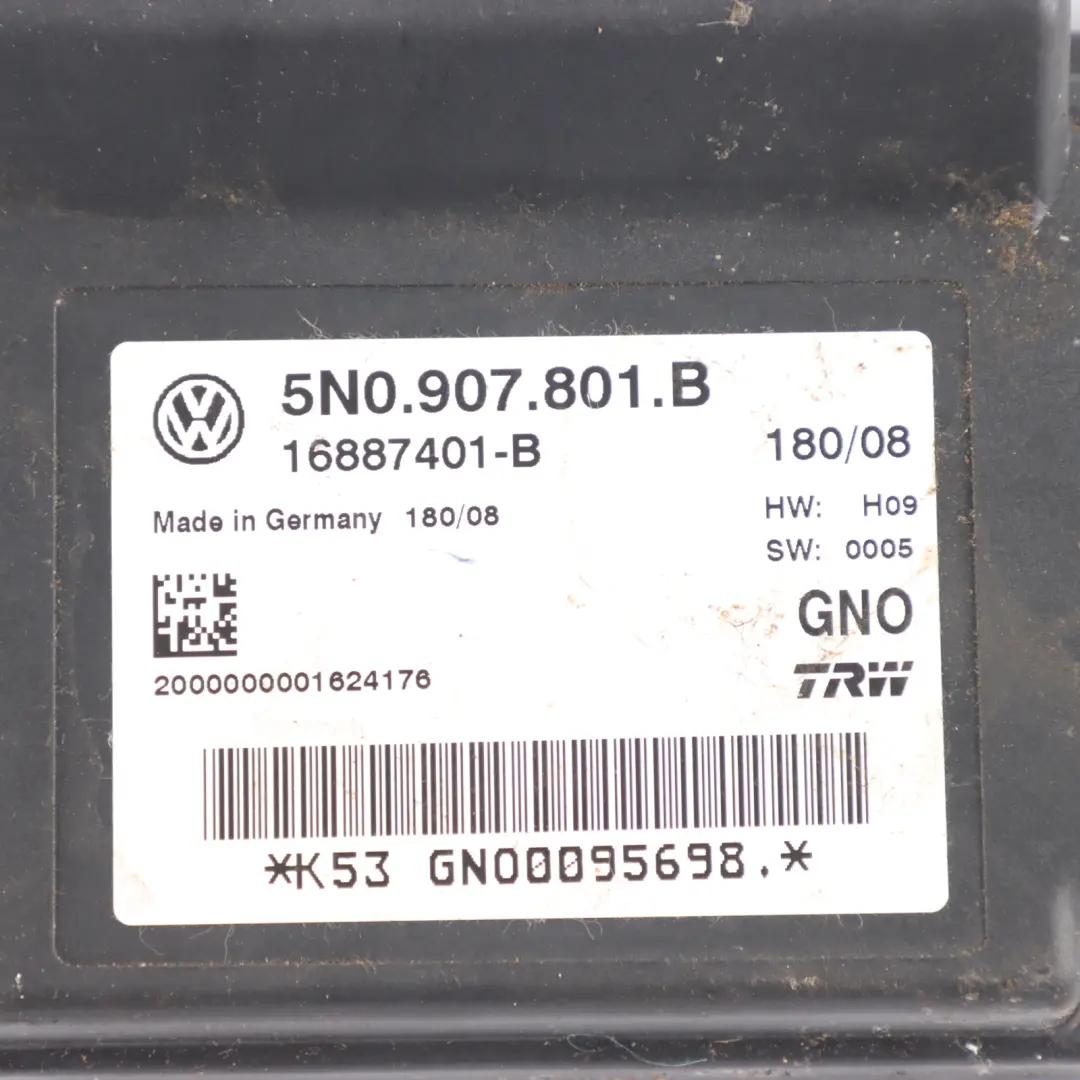 5N0.907.801.B
16887401-B
180/08
Made in Germany 180/08
HW: H09
SW: 0005
GNO
TRW
2000000001624176
*K53 GNO0095698.*